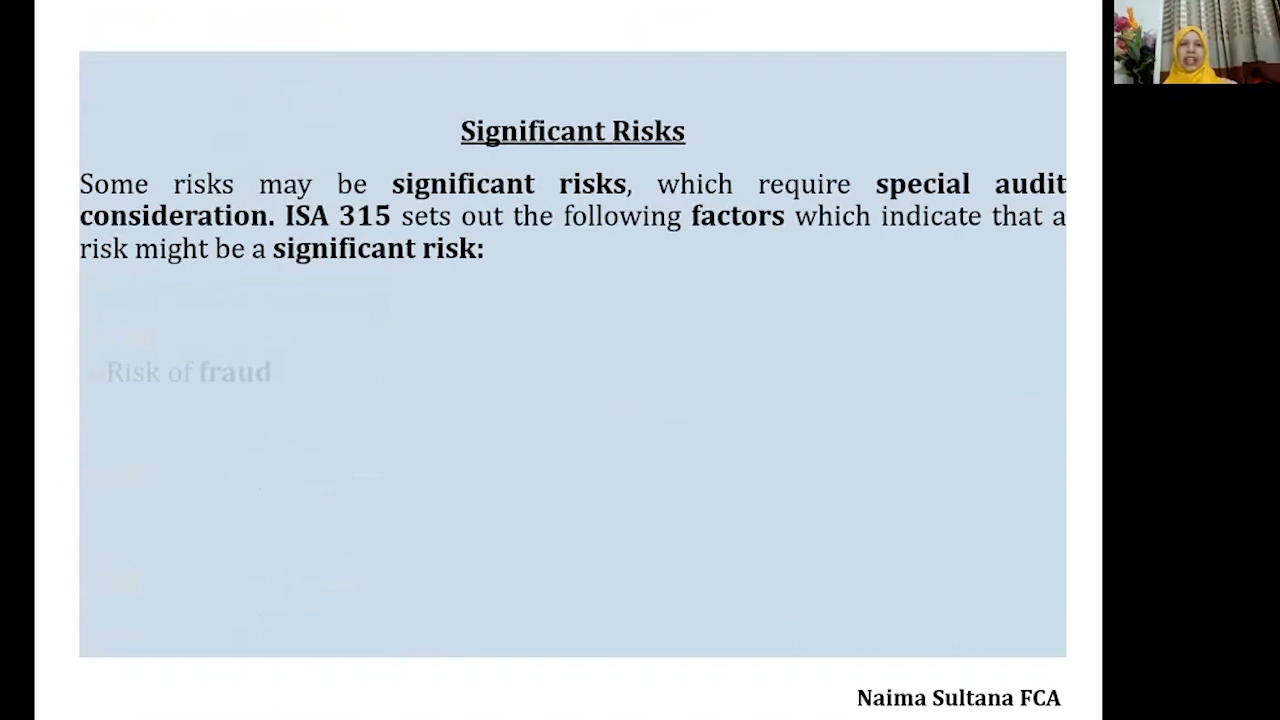 Significant Risks
Some risks may be significant risks, which require special audit
consideration. ISA 315 sets out the following factors which indicate that a
risk might be a significant risk:
Risk of fraud
Naima Sultana FCA